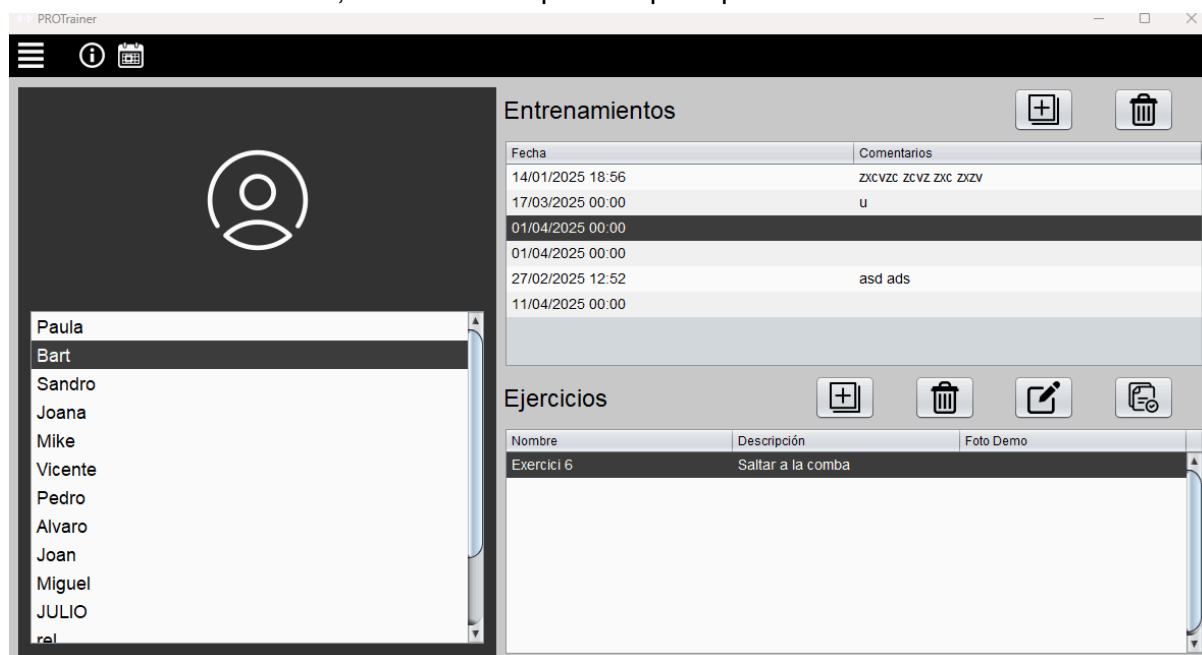 PROTrainer
Entrenamientos
Fecha Comentarios
14/01/2025 18:56 zxcvzc zcvz zxc zxzv
17/03/2025 00:00 u
01/04/2025 00:00
01/04/2025 00:00
27/02/2025 12:52 asd ads
11/04/2025 00:00
Paula
Bart
Sandro
Joana
Mike
Vicente
Pedro
Alvaro
Joan
Miguel
JULIO
rel
Ejercicios
Nombre Descripción Foto Demo
Exercici 6 Saltar a la comba